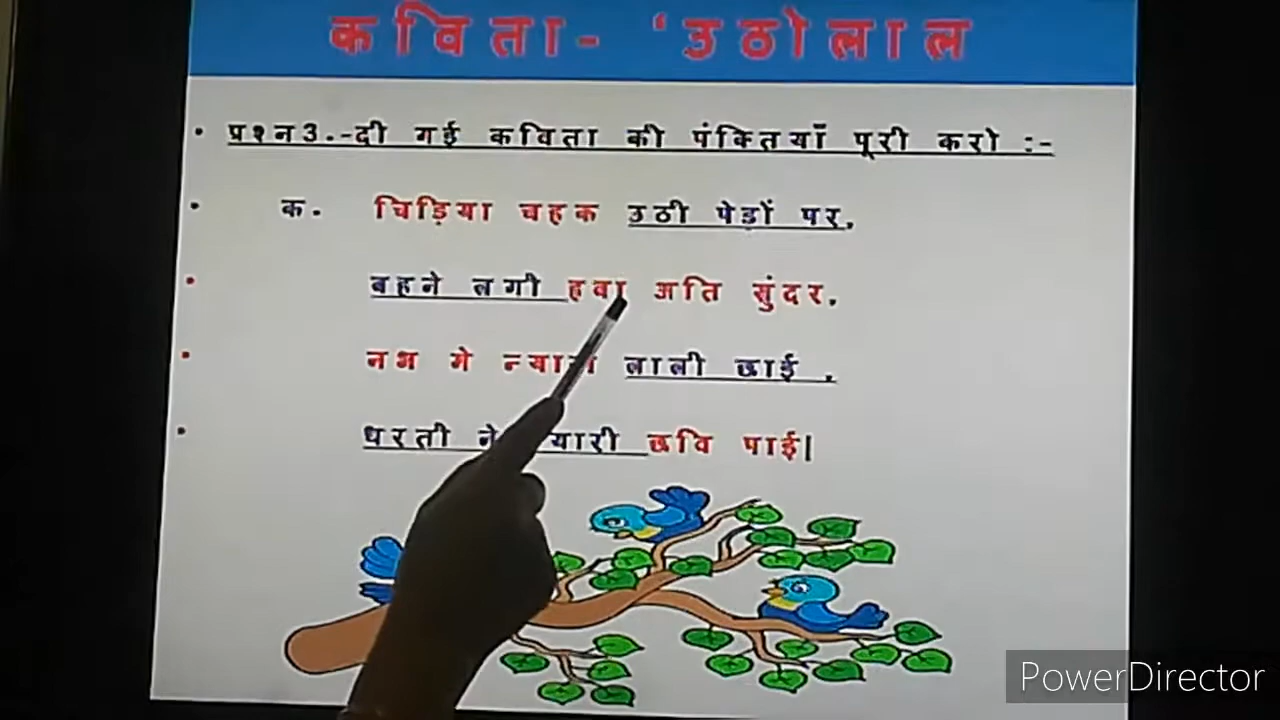 कविता- 'उठोलाल
• प्रश्न3.-दी गई कविता की पंक्तियाँ पूरी करो :-
• क. चिड़िया चहक उठी पेड़ों पर,
• बहने लगी हवा अति सुंदर.
• नभ मे लाली छाई ,
• धरती छवि पाई|
PowerDirector